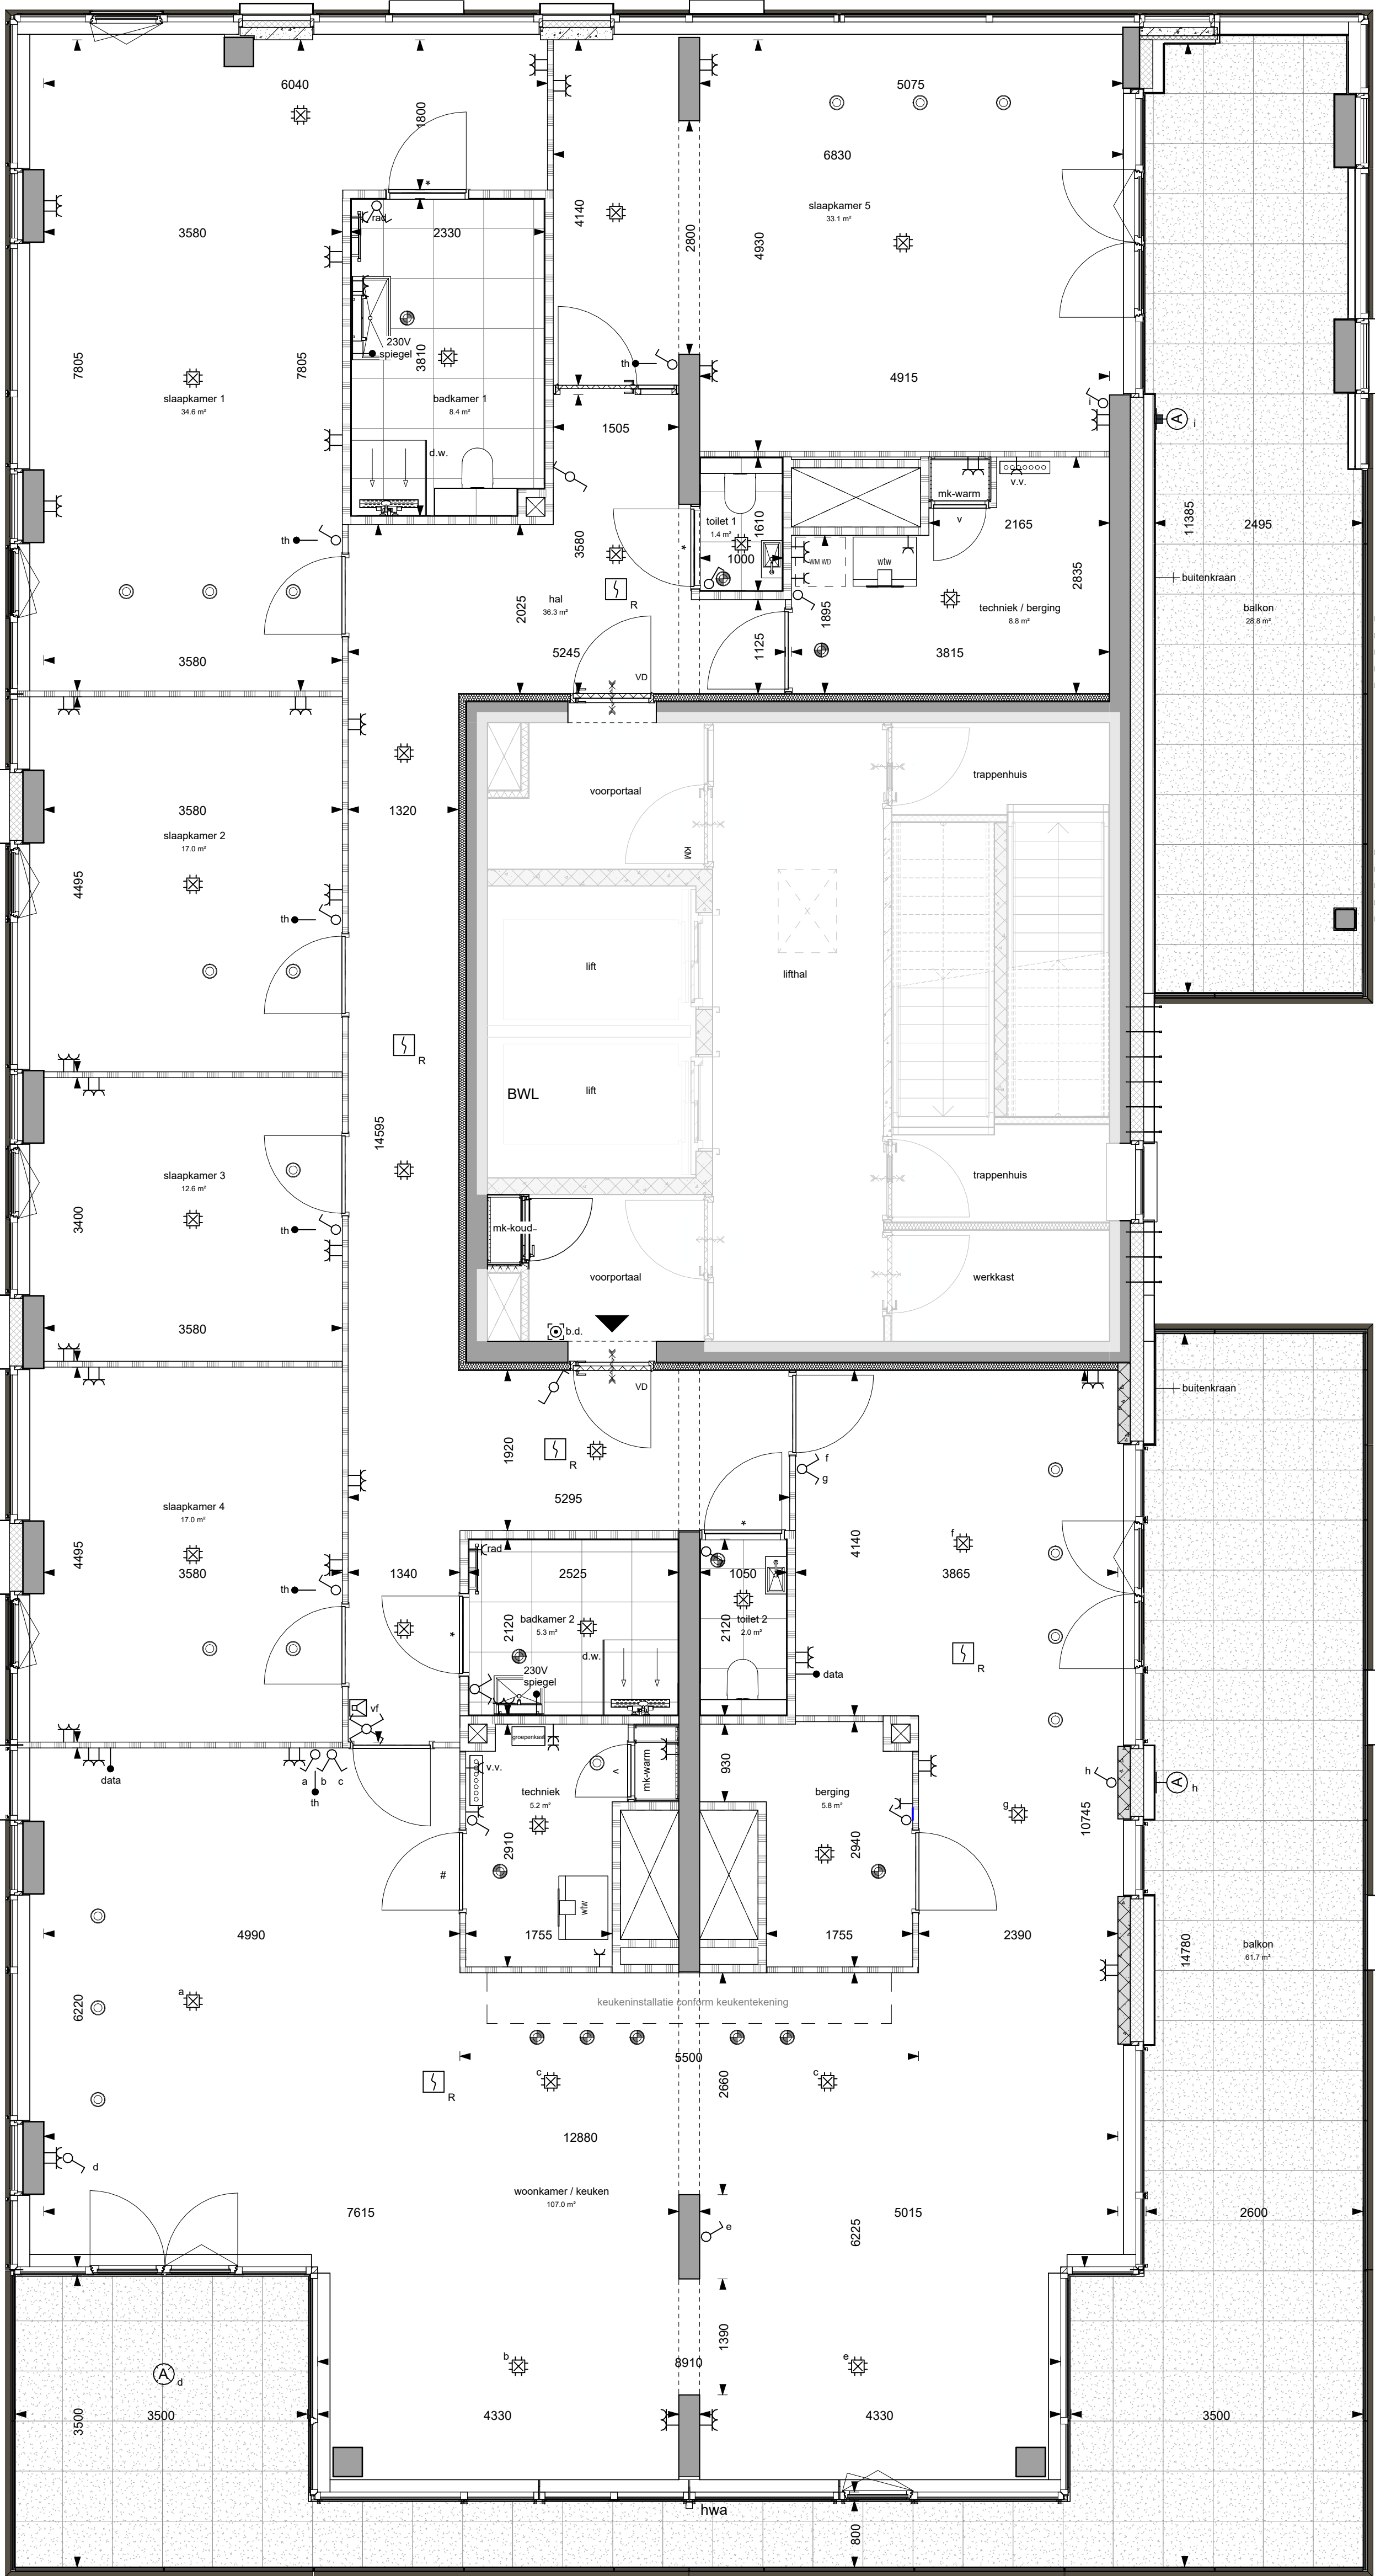 6040
1800
5075
6830
slaapkamer 5
33.1 m²
4140
2800
4930
3580
rad
2330
7805
7805
230V
spiegel
3810
th
slaapkamer 1
34.6 m²
badkamer 1
8.4 m²
4915
i
A
i
1505
d.w.
mk-warm
v.v.
v
2165
11385
2495
toilet 1
1.4 m²
1610
1000
*
*
th
3580
WM WD
wtw
2835
buitenkraan
R
hal
36.3 m²
2025
1895
techniek / berging
8.8 m²
balkon
28.8 m²
3580
5245
1125
3815
VD
voorportaal
trappenhuis
3580
1320
slaapkamer 2
17.0 m²
KM
4495
th
lift
lifthal
R
BWL
lift
14595
slaapkamer 3
12.6 m²
trappenhuis
3400
th
mk-koud
voorportaal
werkkast
3580
b.d.
VD
buitenkraan
1920
R
f
g
5295
slaapkamer 4
17.0 m²
*
4140
f
4495
3580
th
1340
rad
2525
1050
3865
*
badkamer 2
5.3 m²
2120
d.w.
2120
toilet 2
2.0 m²
R
230V
spiegel
data
vf
groepenkast
data
a
b
c
th
v.v.
techniek
5.2 m²
v
mk-warm
930
berging
5.8 m²
h
A
h
g
10745
#
2910
2940
wtw
4990
1755
1755
2390
14780
balkon
61.7 m²
6220
a
keukeninstallatie conform keukentekening
5500
R
c
c
2660
12880
d
woonkamer / keuken
107.0 m²
7615
e
5015
6225
2600
1390
b
8910
e
A
d
3500
3500
4330
4330
3500
hwa
800